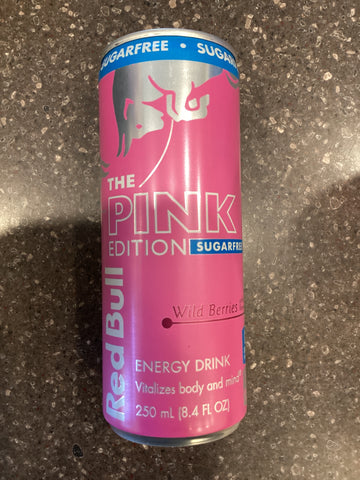 SUGARFREE • SUGAR
THE
PINK
EDITION SUGARFREE
Red Bull
Wild Berries
ENERGY DRINK
Vitalizes body and mind
250 mL (8.4 FL OZ)